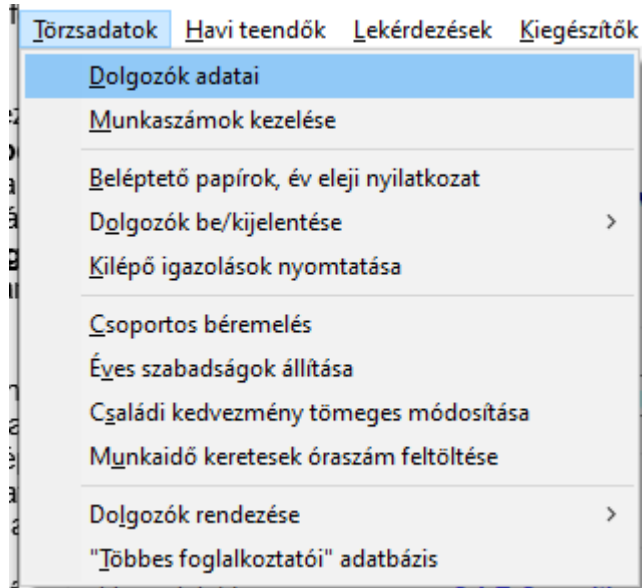 Törzsadatok Havi teendők Lekérdezések Kiegészítők
Dolgozók adatai
Munkaszámok kezelése
Beléptető papírok, év eleji nyilatkozat
Dolgozók be/kijelentése
Kilépő igazolások nyomtatása
Csoportos béremelés
Éves szabadságok állítása
Családi kedvezmény tömeges módosítása
Munkaidő keretesek óraszám feltöltése
Dolgozók rendezése
"Többes foglalkoztatói" adatbázis